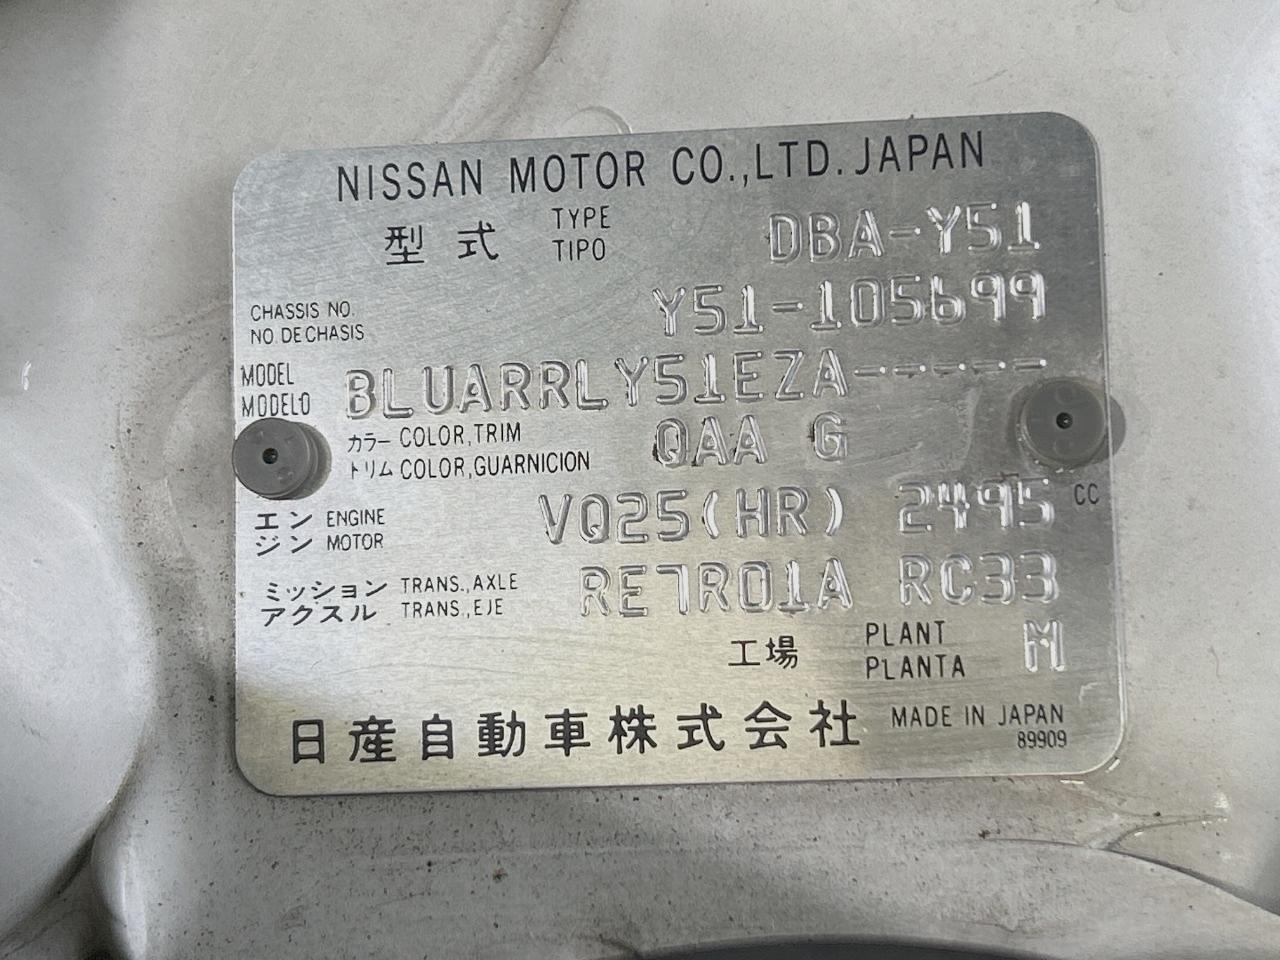 NISSAN MOTOR CO.,LTD. JAPAN
型式 TYPE TIPO DBA-Y51
CHASSIS NO. NO. DE CHASIS Y51-105699
MODEL MODELO BLUARRLY51EZA-----
カラー COLOR,TRIM
トリム COLOR,GUARNICION QAA G
エンジン ENGINE MOTOR VQ25(HR) 2495 CC
ミッション TRANS.,AXLE
アクスル TRANS.,EJE RE7R01A RC33
工場 PLANT PLANTA M
日産自動車株式会社 MADE IN JAPAN
89909